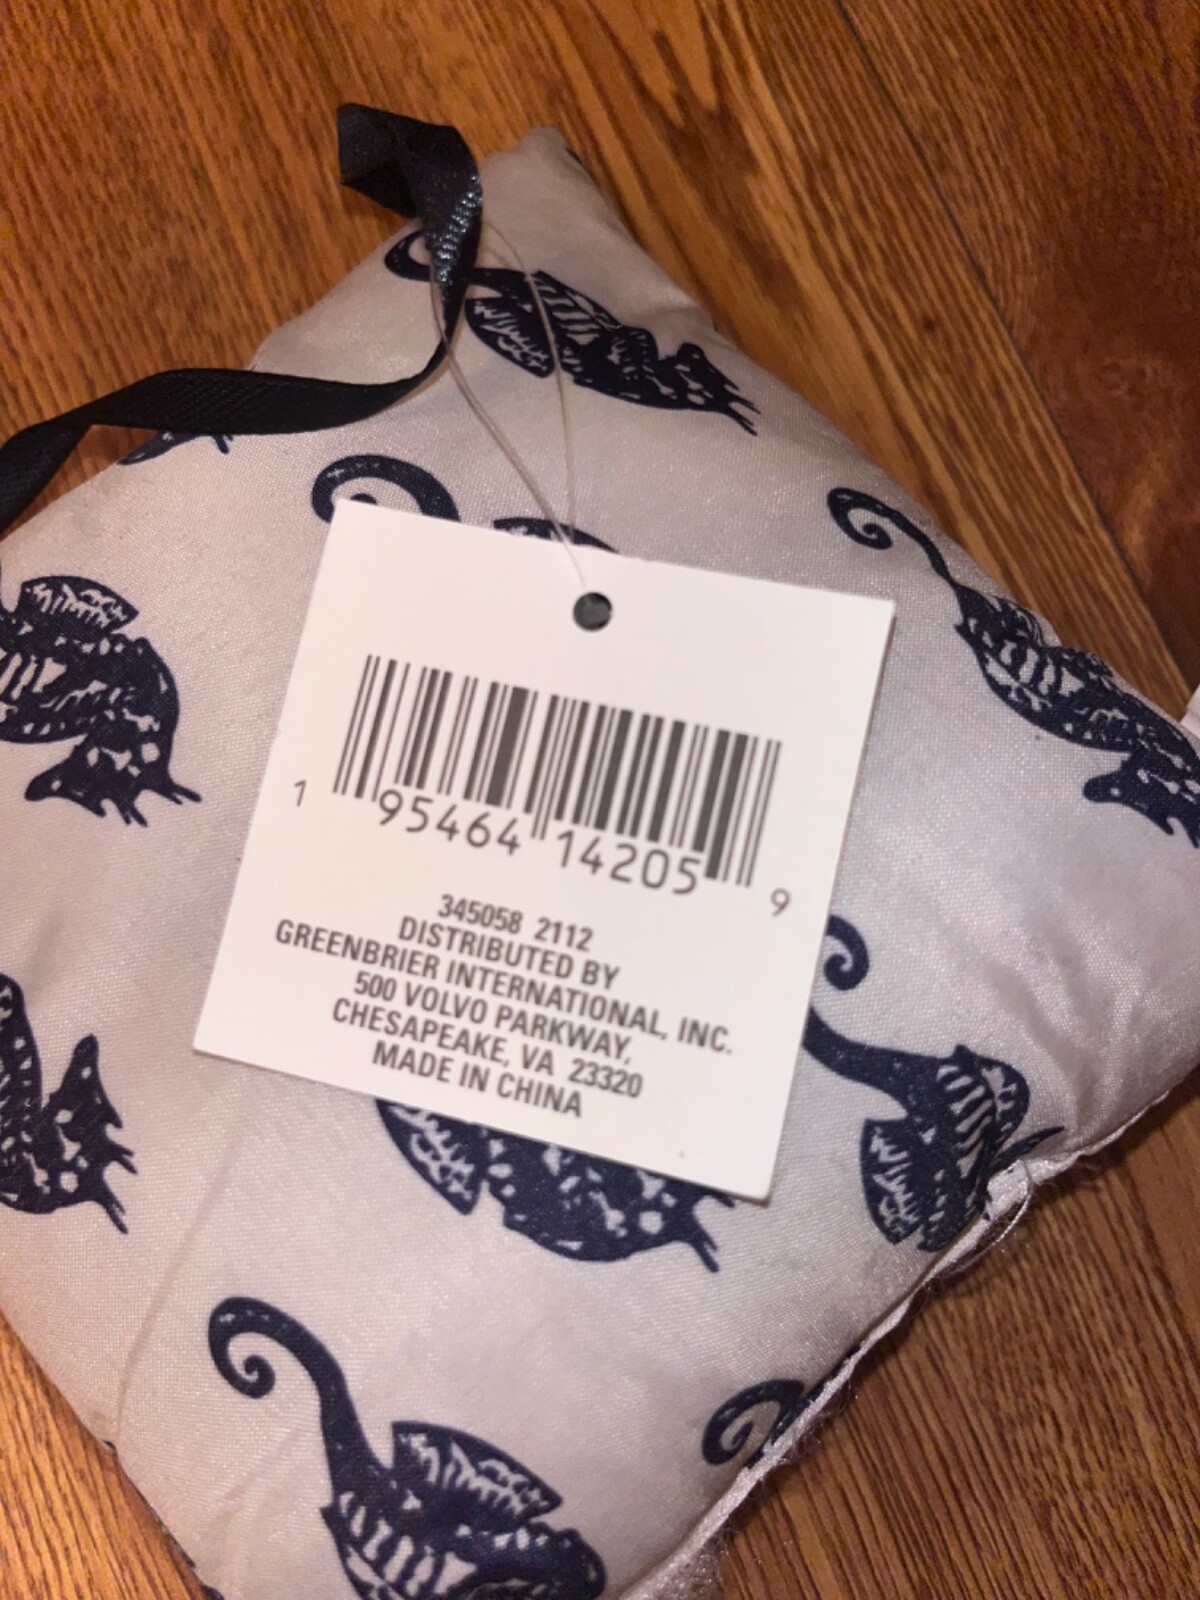 1 95464 14205 9
345058 2112
DISTRIBUTED BY
GREENBRIER INTERNATIONAL, INC.
500 VOLVO PARKWAY,
CHESAPEAKE, VA 23320
MADE IN CHINA